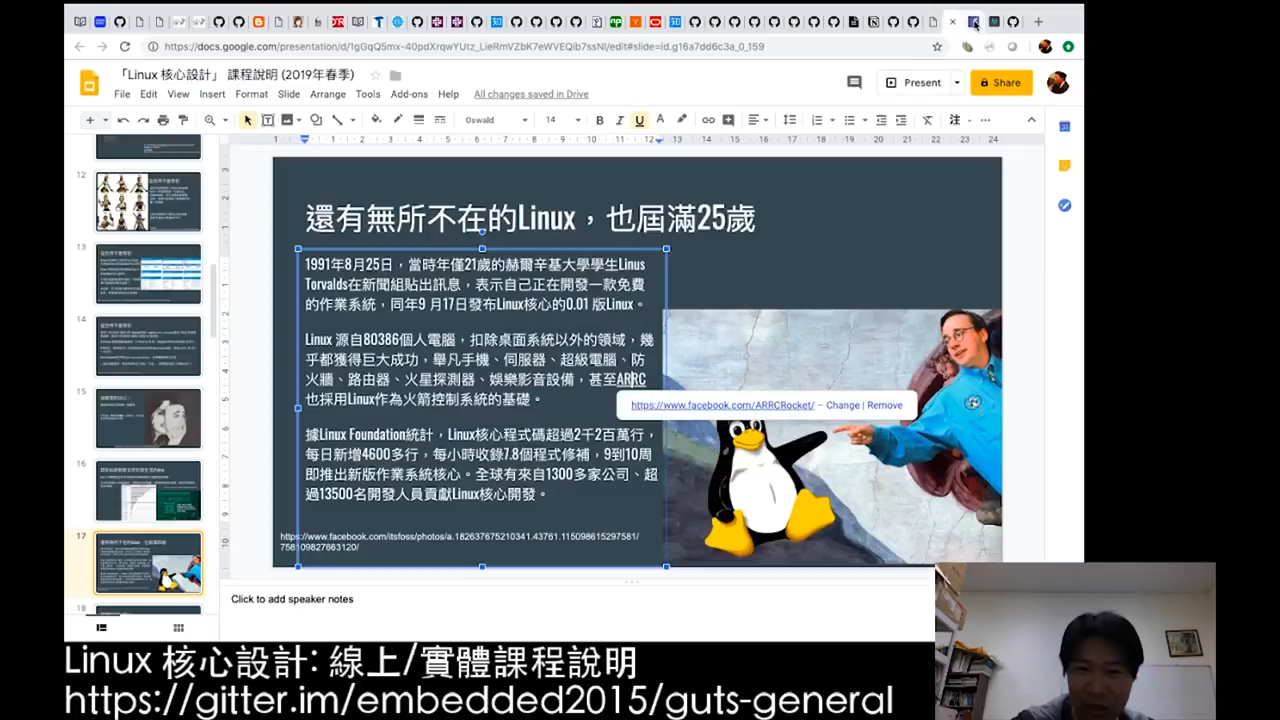 https://docs.google.com/presentation/d/1gGqQ5mx-40pdXrqwYUtz_LieRmVZbK7eWVEQib7ssNI/edit#slide=id.g16a7dd6c3a_0_159
「Linux 核心設計」 課程說明 (2019年春季)
File Edit View Insert Format Slide Arrange Tools Add-ons Help All changes saved in Drive
Present Share
Oswald 14
12
13
14
15
16
17
18
還有無所不在的Linux，也屆滿25歲
1991年8月25日，當時年僅21歲的赫爾辛基大學學生Linus
Torvalds在新聞組貼出訊息，表示自己正在開發一款免費
的作業系統，同年9 月17日發布Linux核心的0.01 版Linux。
Linux 源自80386個人電腦，扣除桌面系統以外的領域，幾
乎都獲得巨大成功，舉凡手機、伺服器、超級電腦、防
火牆、路由器、火星探測器、娛樂影音設備，甚至ARRC
也採用Linux作為火箭控制系統的基礎。
https://www.facebook.com/ARRCRocket/ – Change | Remove
據Linux Foundation統計，Linux核心程式碼超過2千2百萬行，
每日新增4600多行，每小時收錄7.8個程式修補，9到10周
即推出新版作業系統核心。全球有來自1300多家公司、超
過13500名開發人員貢獻Linux核心開發。
https://www.facebook.com/itsfoss/photos/a.182637675210341.43761.115098615297581/
Click to add speaker notes
Linux 核心設計: 線上/實體課程說明
https://gitter.im/embedded2015/guts-general